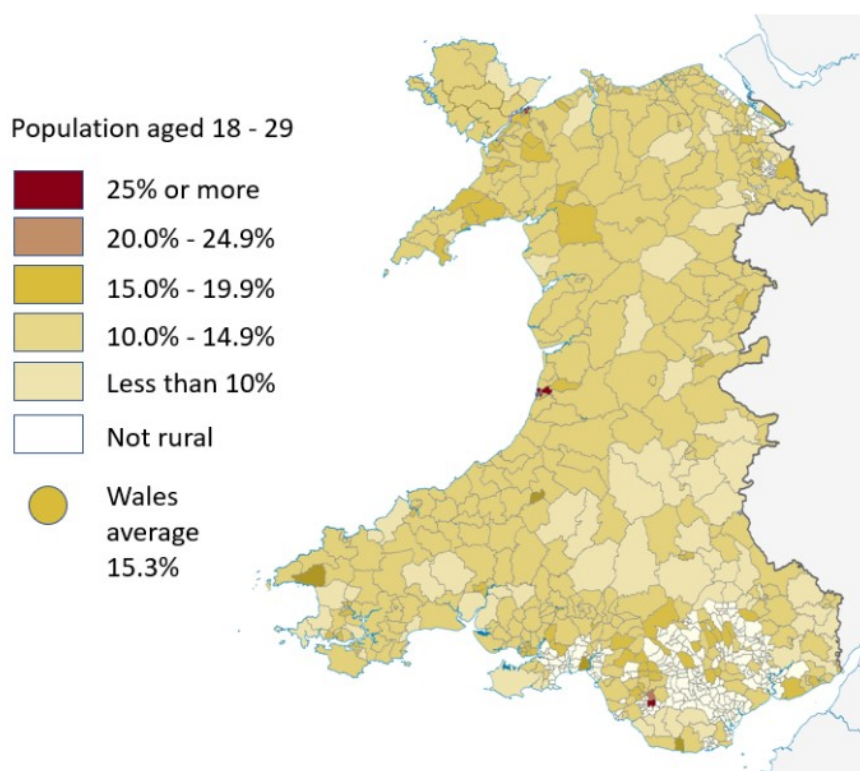 Population aged 18 - 29
25% or more
20.0% - 24.9%
15.0% - 19.9%
10.0% - 14.9%
Less than 10%
Not rural
Wales
average
15.3%